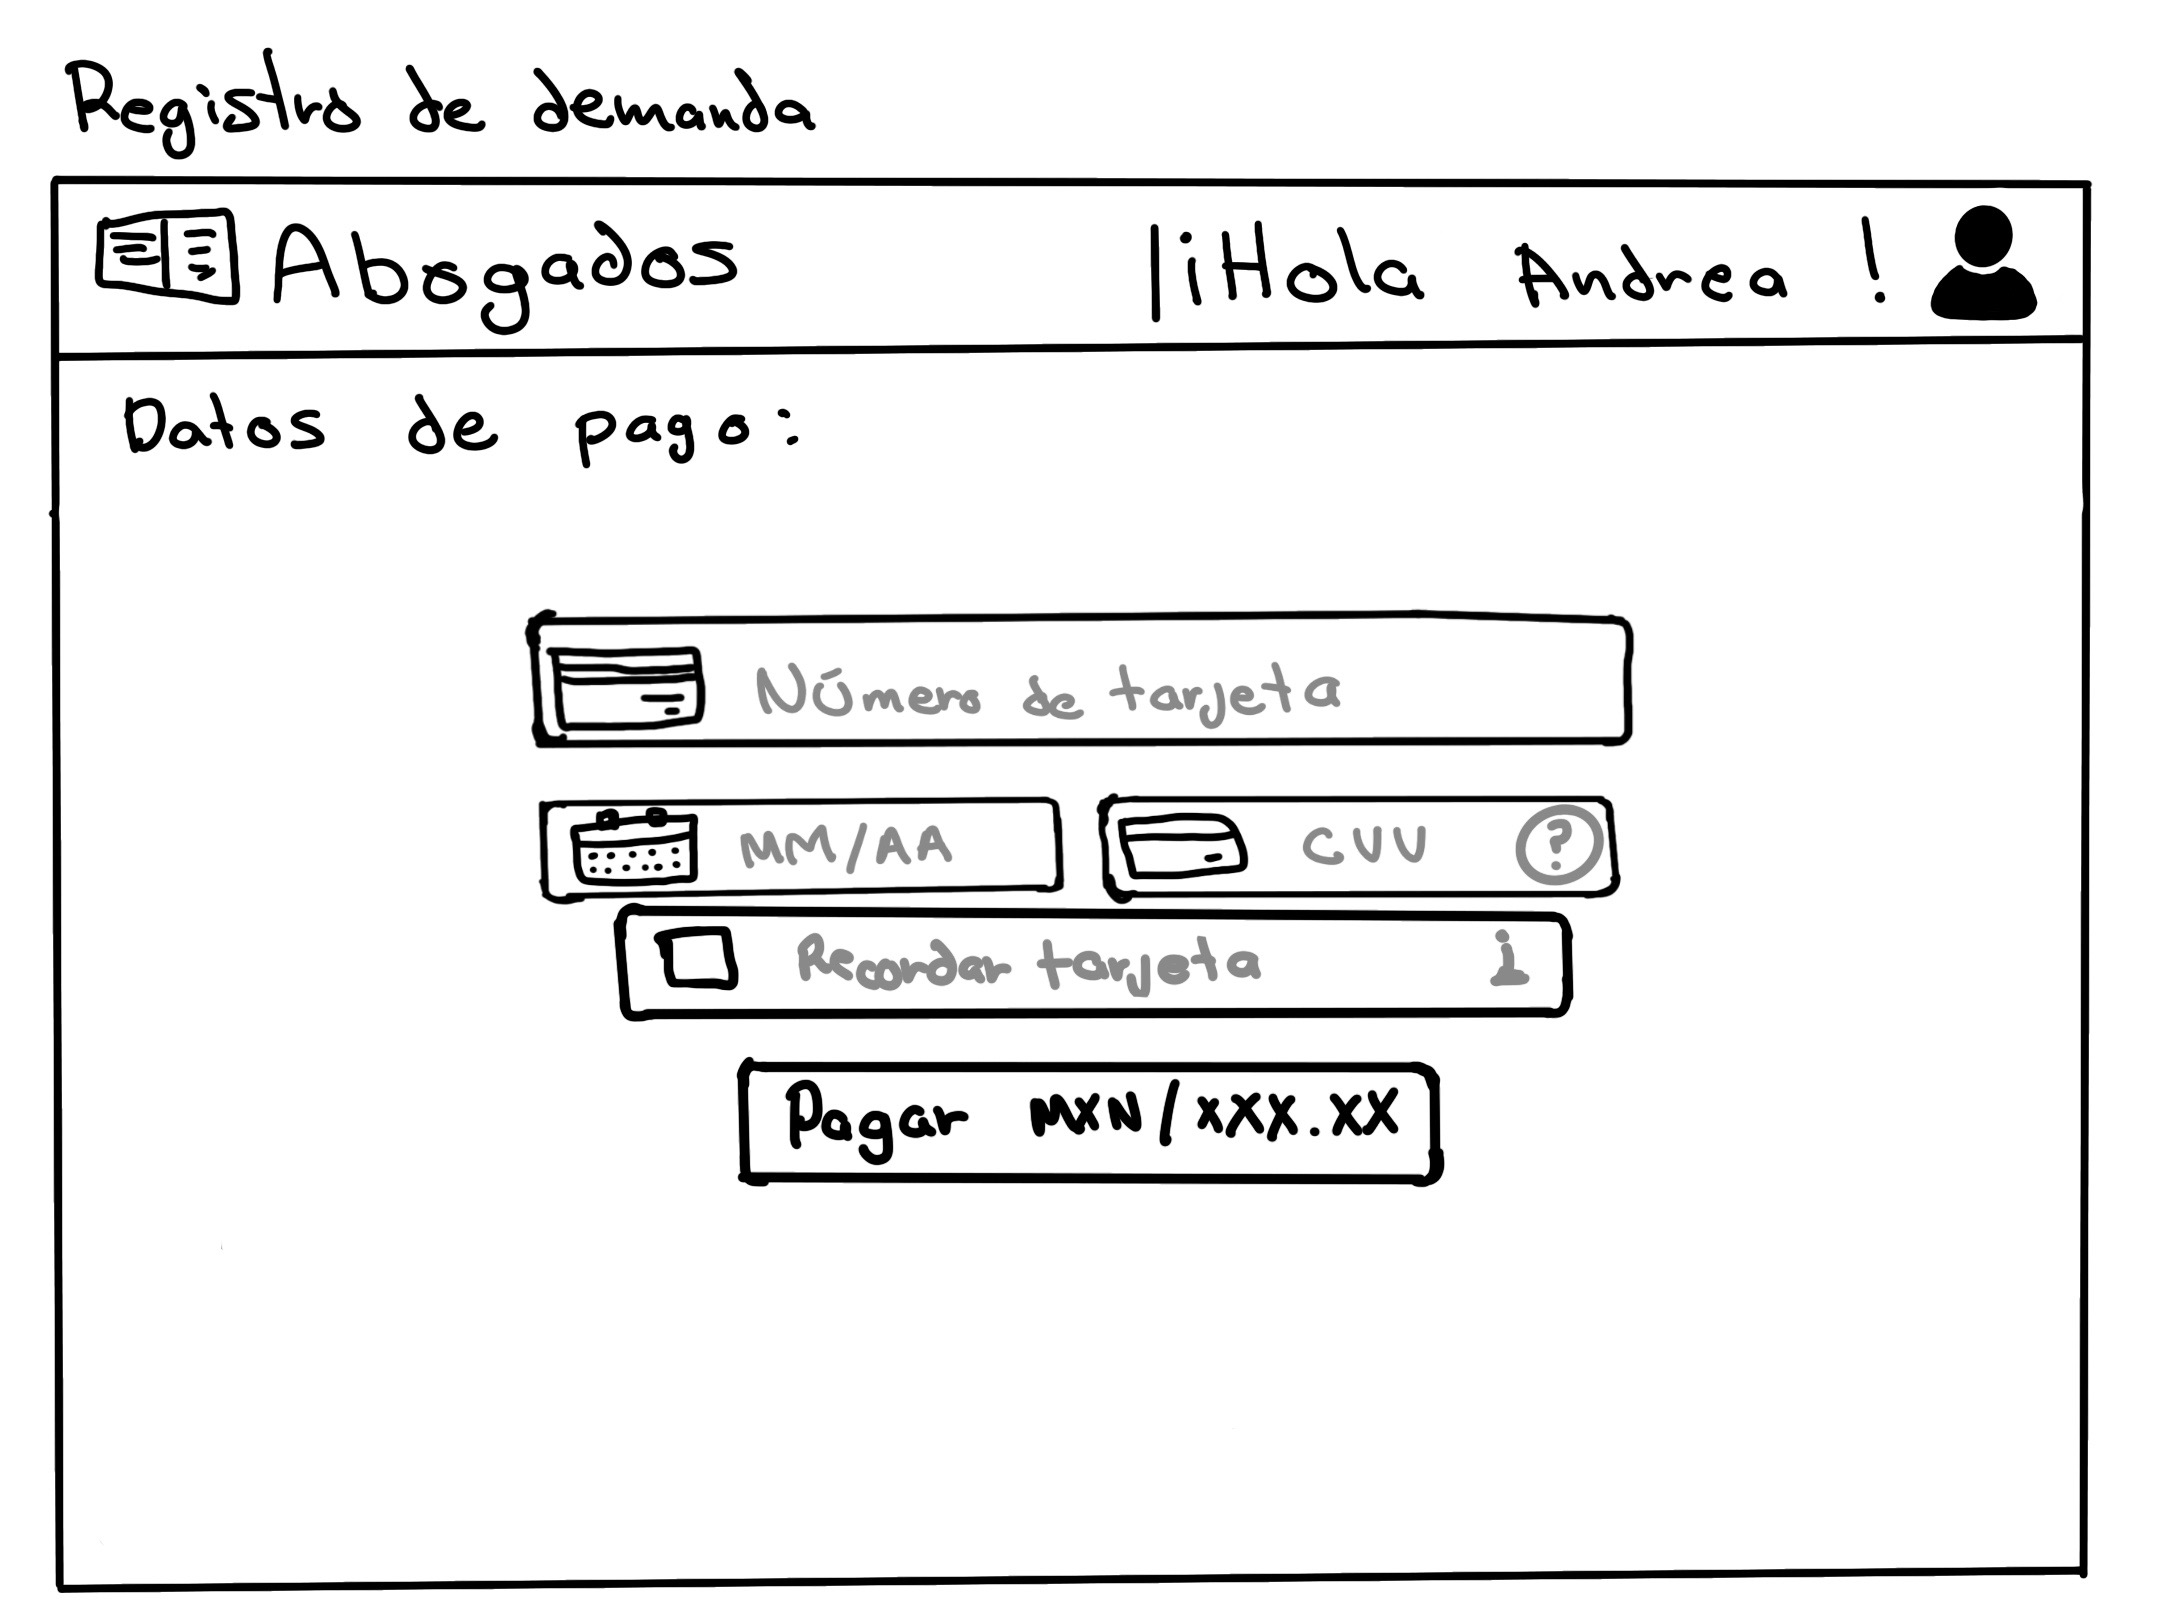 Registro de demanda
Abogados
|¡Hola Andrea !
Datos de pago:
Número de tarjeta
MM/AA
CVV ?
Recordar tarjeta i
Pagar MXN/XXX.XX